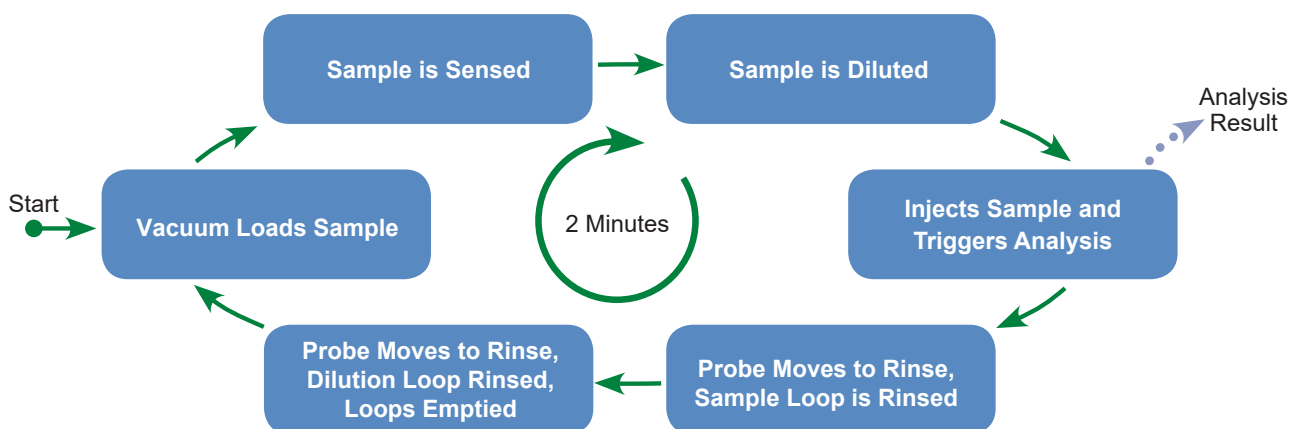 Start
Vacuum Loads Sample
Sample is Sensed
Sample is Diluted
Injects Sample and
Triggers Analysis
Analysis
Result
Probe Moves to Rinse,
Sample Loop is Rinsed
Probe Moves to Rinse,
Dilution Loop Rinsed,
Loops Emptied
2 Minutes